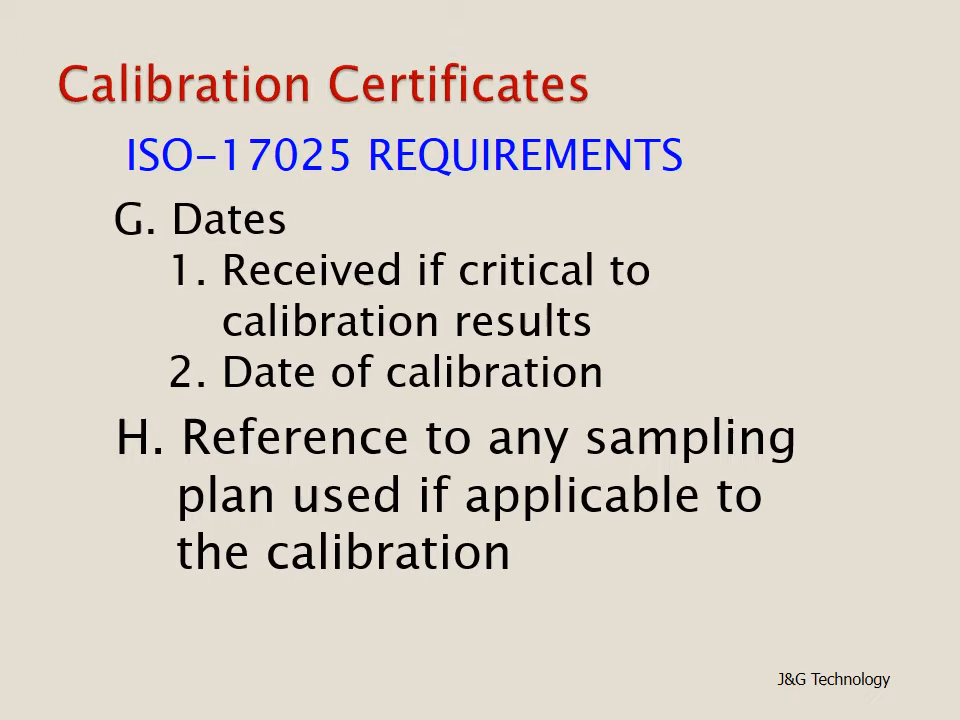 Calibration Certificates
ISO-17025 REQUIREMENTS
G. Dates
1. Received if critical to
calibration results
2. Date of calibration
H. Reference to any sampling
plan used if applicable to
the calibration
J&G Technology